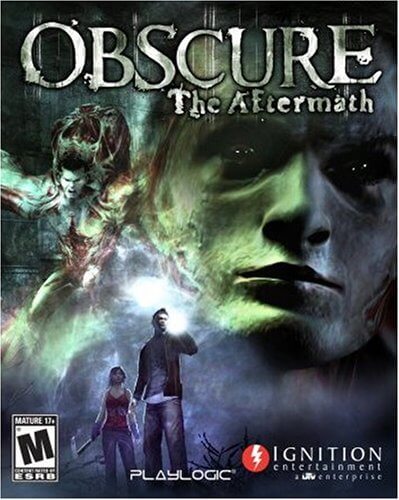 OBSCURE
The Aftermath
MATURE 17+
M
CONTENT RATED BY
ESRB
PLAYLOGIC
IGNITION
entertainment
a utv enterprise